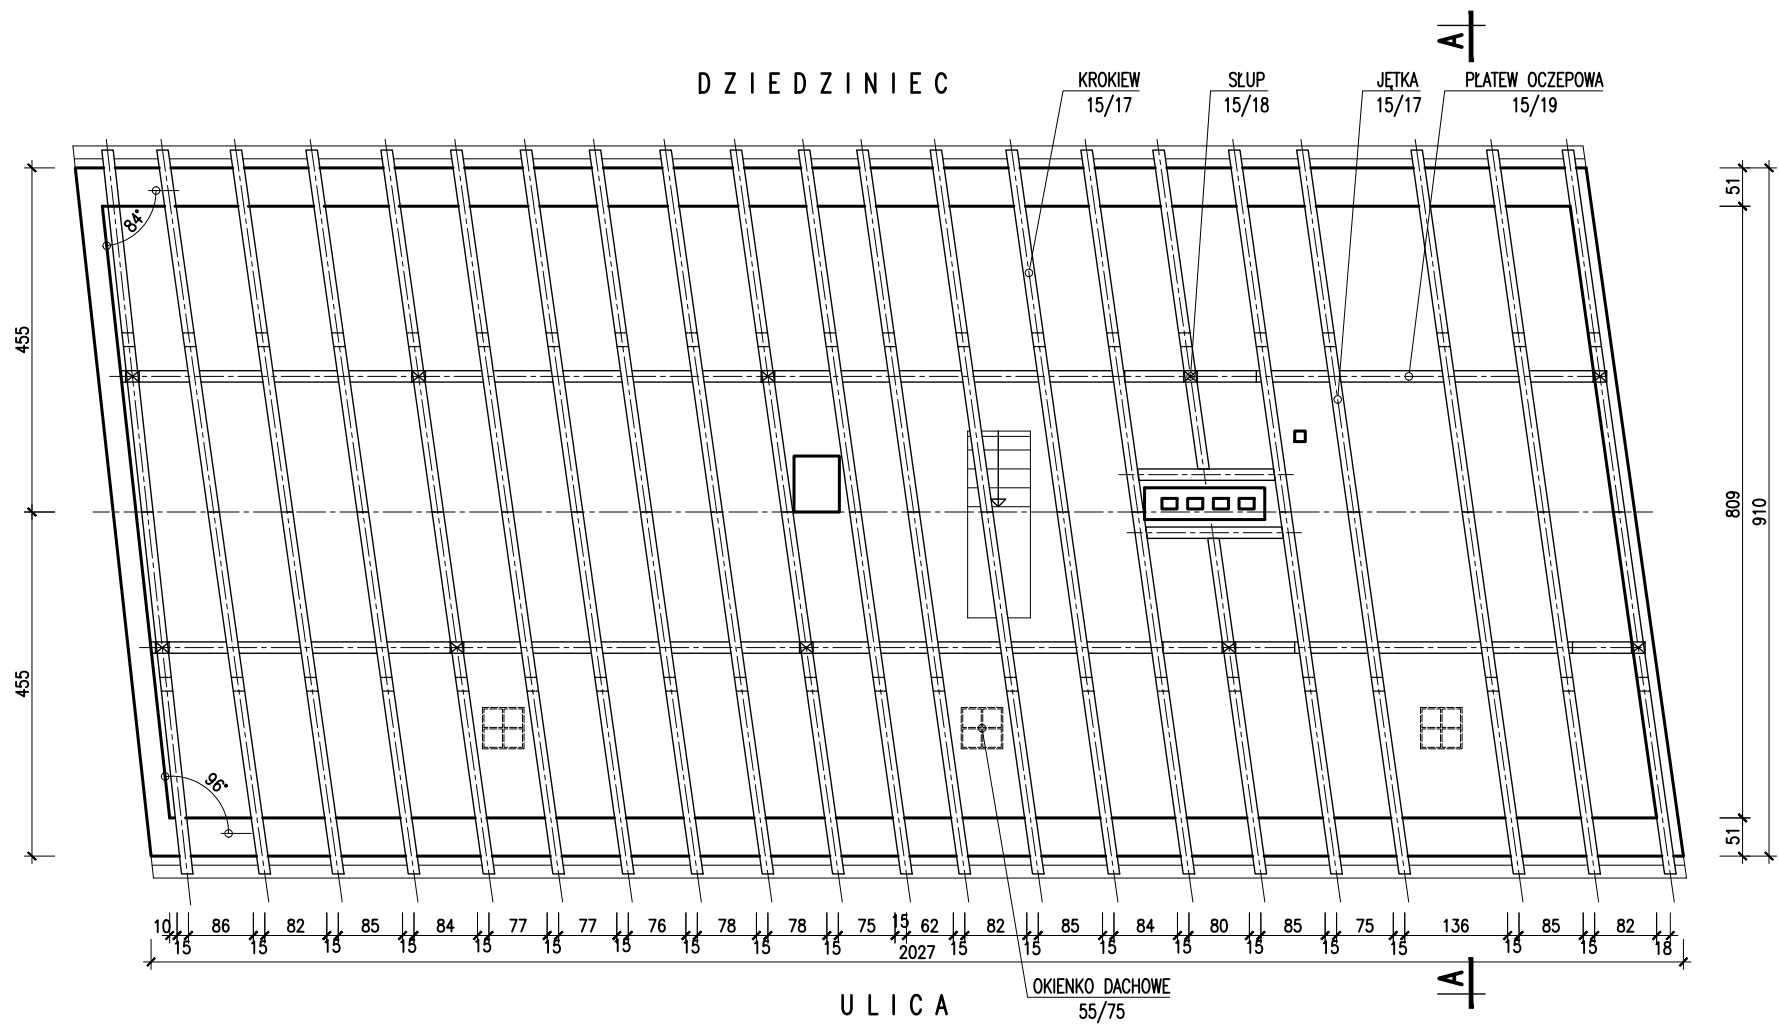 A
DZIEDZINIEC
KROKIEW
15/17
SŁUP
15/18
JĘTKA
15/17
PŁATEW OCZEPOWA
15/19
51
84°
455
809
910
455
96°
51
10 86 82 85 84 77 77 76 78 78 75 15 62 82 85 84 80 85 75 136 85 82
15 15 15 15 15 15 15 15 15 15 15 15 15 15 15 15 15 15 15 18
2027
A
OKIENKO DACHOWE
55/75
ULICA